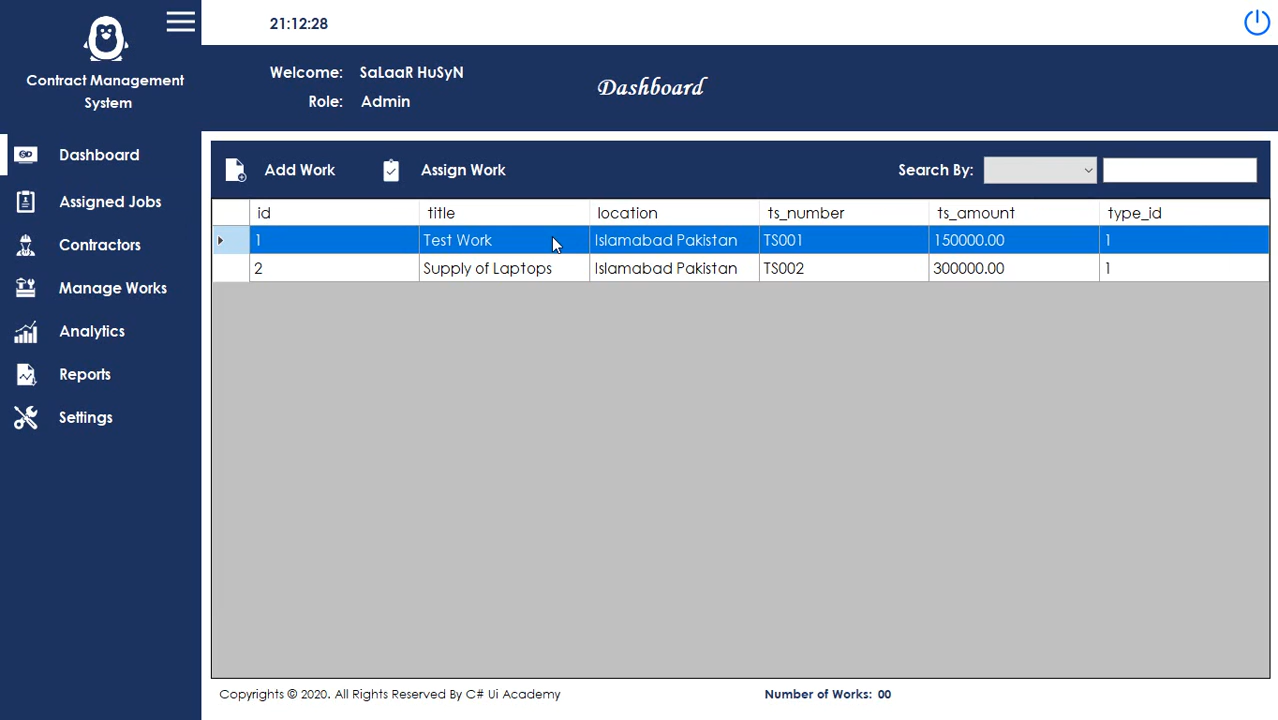 21:12:28
Contract Management
System
Welcome: SaLaaR HuSyN
Role: Admin
Dashboard
Dashboard
Assigned Jobs
Contractors
Manage Works
Analytics
Reports
Settings
Add Work Assign Work Search By:
id title location ts_number ts_amount type_id
1 Test Work Islamabad Pakistan TS001 150000.00 1
2 Supply of Laptops Islamabad Pakistan TS002 300000.00 1
Copyrights © 2020. All Rights Reserved By C# Ui Academy Number of Works: 00